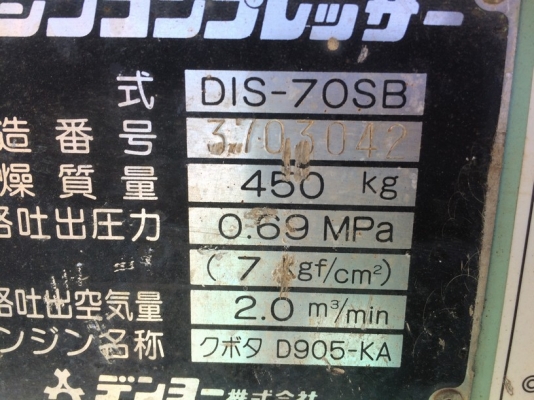 ジンコンプレッサー
式 DIS-70SB
造番号 3703042
燥質量 450 kg
格吐出圧力 0.69 MPa
(7 kgf/cm²)
格吐出空気量 2.0 m³/min
ンジン名称 クボタ D905-KA
デンヨー株式会社